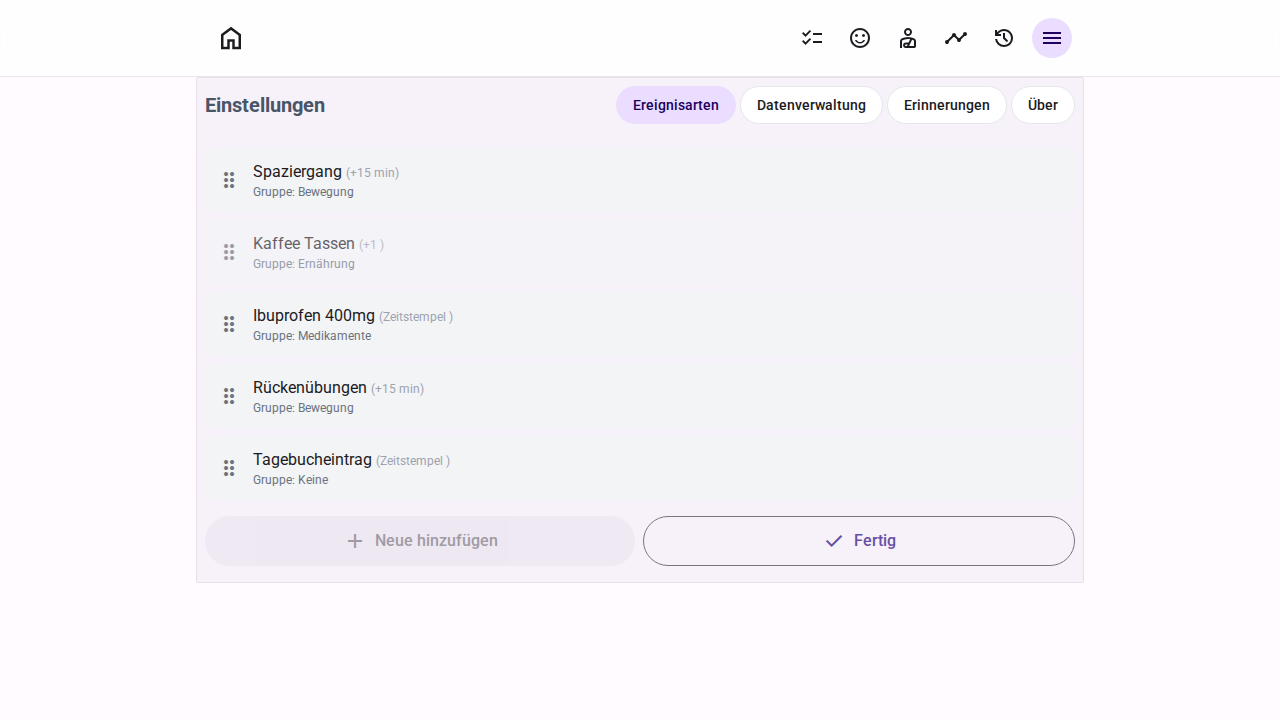 Einstellungen
Ereignisarten
Datenverwaltung
Erinnerungen
Über
Spaziergang (+15 min)
Gruppe: Bewegung
Kaffee Tassen (+1 )
Gruppe: Ernährung
Ibuprofen 400mg (Zeitstempel )
Gruppe: Medikamente
Rückenübungen (+15 min)
Gruppe: Bewegung
Tagebucheintrag (Zeitstempel )
Gruppe: Keine
Neue hinzufügen
Fertig